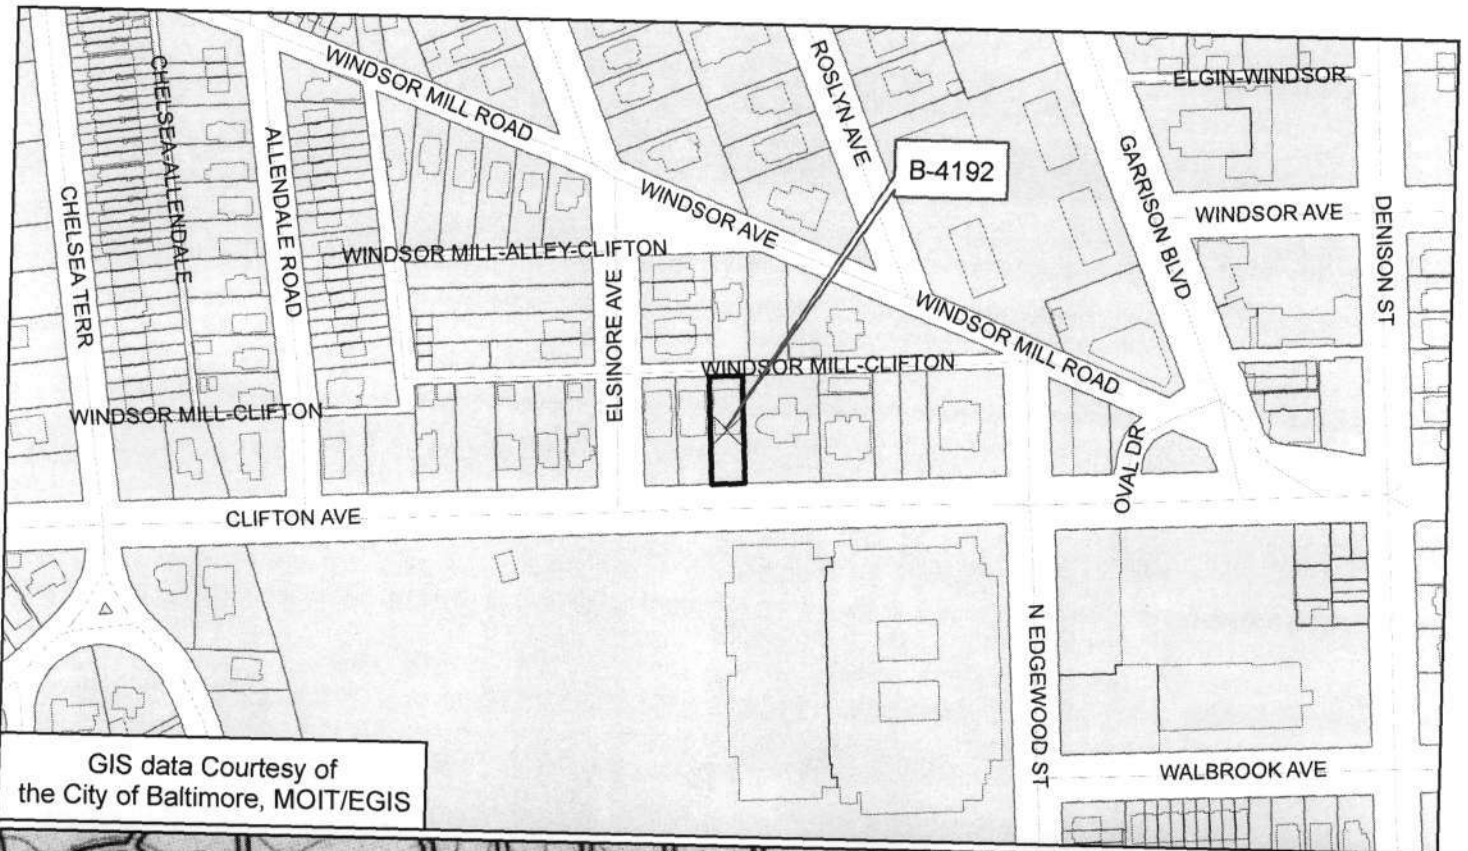 WINDSOR MILL ROAD
ROSLYN AVE
ELGIN-WINDSOR
CHELSEA-ALLENDALE
ALLENDALE ROAD
B-4192
GARRISON BLVD
CHELSEA TERR
WINDSOR AVE
WINDSOR AVE
DENISON ST
WINDSOR MILL-ALLEY-CLIFTON
ELSINORE AVE
WINDSOR MILL ROAD
WINDSOR MILL-CLIFTON
WINDSOR MILL-CLIFTON
OVAL DR
CLIFTON AVE
N EDGEWOOD ST
WALBROOK AVE
GIS data Courtesy of
the City of Baltimore, MOIT/EGIS